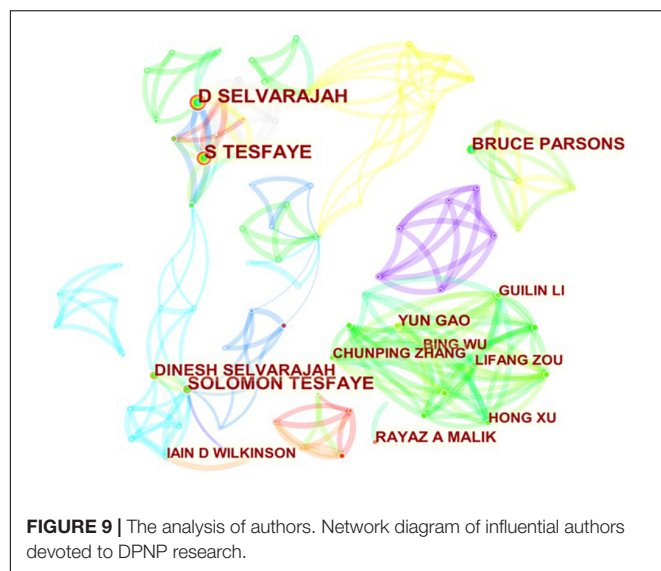 D SELVARAJAH
S TESFAYE
BRUCE PARSONS
GUILIN LI
YUN GAO
BING WU
CHUNPING ZHANG
LIFANG ZOU
DINESH SELVARAJAH
SOLOMON TESFAYE
HONG XU
RAYAZ A MALIK
IAIN D WILKINSON
FIGURE 9 | The analysis of authors. Network diagram of influential authors
devoted to DPNP research.